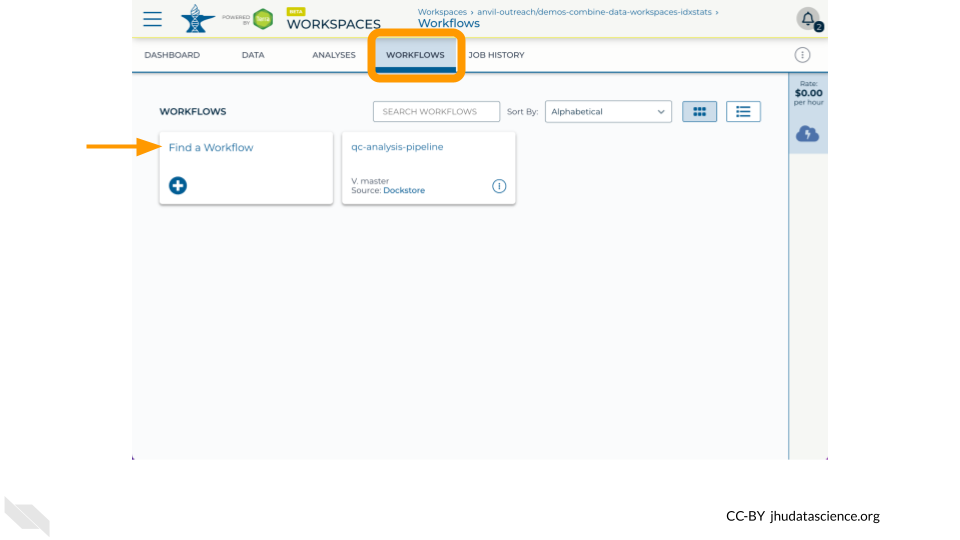 POWERED BY
Terra
BETA
WORKSPACES
Workspaces › anvil-outreach/demos-combine-data-workspaces-idxstats ›
Workflows
2
DASHBOARD
DATA
ANALYSES
WORKFLOWS
JOB HISTORY
Rate:
$0.00
per hour
WORKFLOWS
SEARCH WORKFLOWS
Sort By:
Alphabetical
Find a Workflow
qc-analysis-pipeline
V. master
Source: Dockstore
CC-BY jhudatascience.org